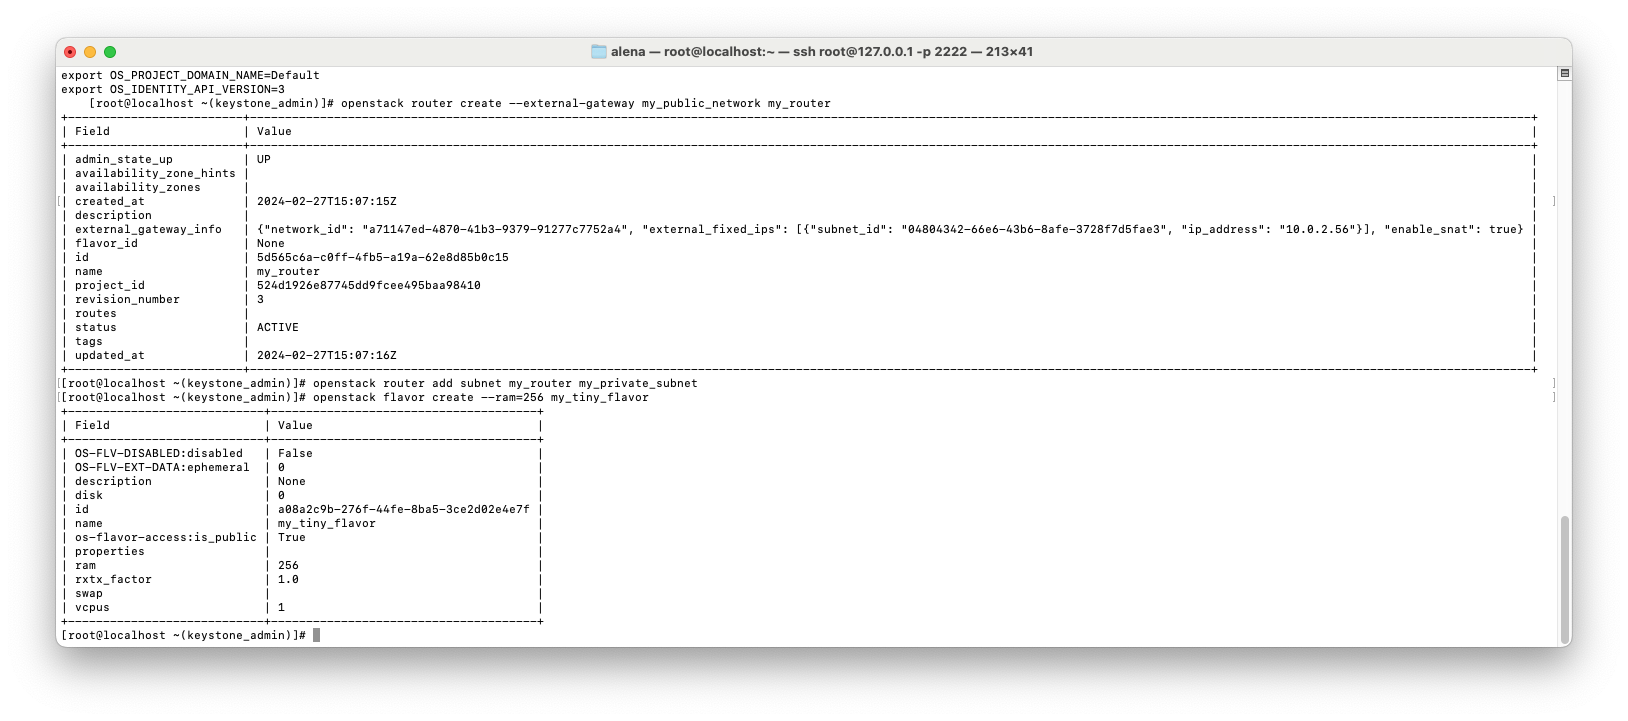 alena — root@localhost:~ — ssh root@127.0.0.1 -p 2222 — 213×41
export OS_PROJECT_DOMAIN_NAME=Default
export OS_IDENTITY_API_VERSION=3
[root@localhost ~(keystone_admin)]# openstack router create --external-gateway my_public_network my_router
| Field | Value |
| admin_state_up | UP |
| availability_zone_hints | |
| availability_zones | |
| created_at | 2024-02-27T15:07:15Z |
| description | |
| external_gateway_info | {"network_id": "a71147ed-4870-41b3-9379-91277c7752a4", "external_fixed_ips": [{"subnet_id": "04804342-66e6-43b6-8afe-3728f7d5fae3", "ip_address": "10.0.2.56"}], "enable_snat": true} |
| flavor_id | None |
| id | 5d565c6a-c0ff-4fb5-a19a-62e8d85b0c15 |
| name | my_router |
| project_id | 524d1926e87745dd9fcee495baa98410 |
| revision_number | 3 |
| routes | |
| status | ACTIVE |
| tags | |
| updated_at | 2024-02-27T15:07:16Z |
[root@localhost ~(keystone_admin)]# openstack router add subnet my_router my_private_subnet
[root@localhost ~(keystone_admin)]# openstack flavor create --ram=256 my_tiny_flavor
| Field | Value |
| OS-FLV-DISABLED:disabled | False |
| OS-FLV-EXT-DATA:ephemeral | 0 |
| description | None |
| disk | 0 |
| id | a08a2c9b-276f-44fe-8ba5-3ce2d02e4e7f |
| name | my_tiny_flavor |
| os-flavor-access:is_public | True |
| properties | |
| ram | 256 |
| rxtx_factor | 1.0 |
| swap | |
| vcpus | 1 |
[root@localhost ~(keystone_admin)]#